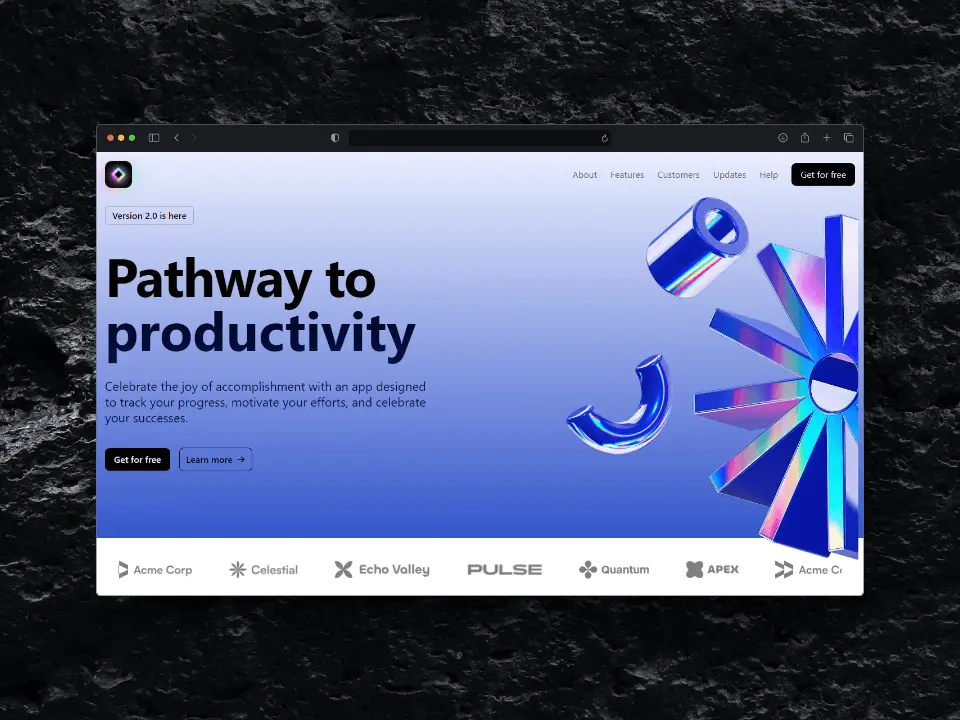 About Features Customers Updates Help Get for free
Version 2.0 is here
Pathway to
productivity
Celebrate the joy of accomplishment with an app designed
to track your progress, motivate your efforts, and celebrate
your successes.
Get for free Learn more →
Acme Corp Celestial Echo Valley PULSE Quantum APEX Acme